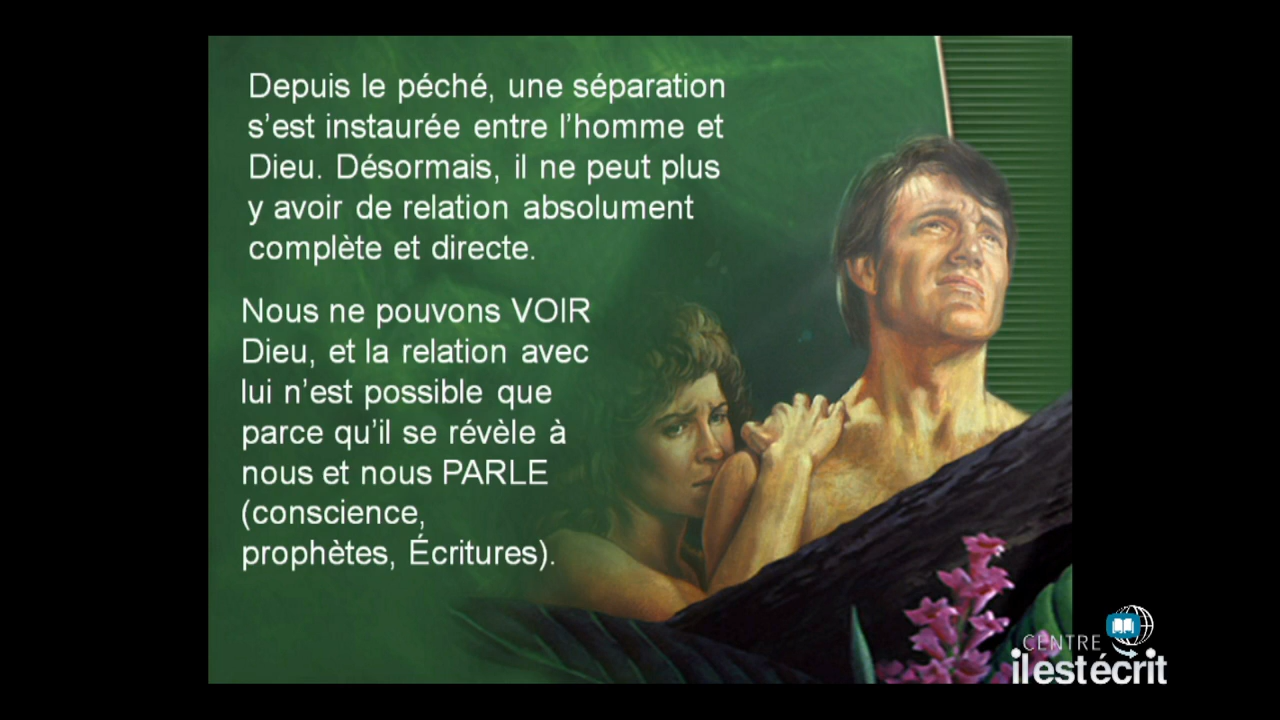 Depuis le péché, une séparation
s’est instaurée entre l’homme et
Dieu. Désormais, il ne peut plus
y avoir de relation absolument
complète et directe.
Nous ne pouvons VOIR
Dieu, et la relation avec
lui n’est possible que
parce qu’il se révèle à
nous et nous PARLE
(conscience,
prophètes, Écritures).
CENTRE
ilestécrit